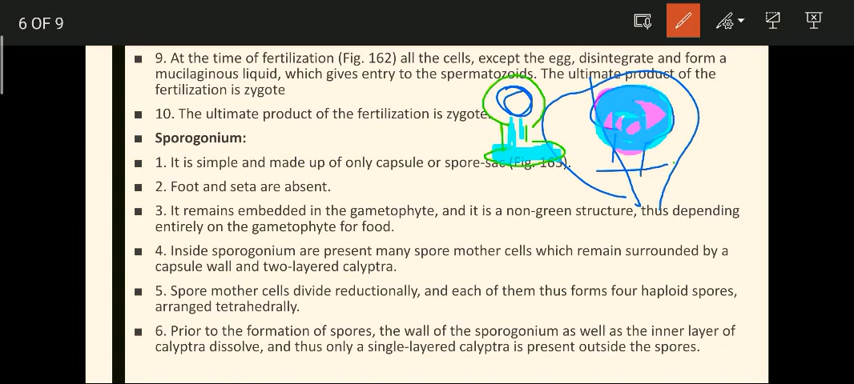 6 OF 9
■ 9. At the time of fertilization (Fig. 162) all the cells, except the egg, disintegrate and form a
mucilaginous liquid, which gives entry to the spermatozoids. The ultimate product of the
fertilization is zygote
■ 10. The ultimate product of the fertilization is zygote.
■ Sporogonium:
■ 1. It is simple and made up of only capsule or spore-sac (Fig. 163).
■ 2. Foot and seta are absent.
■ 3. It remains embedded in the gametophyte, and it is a non-green structure, thus depending
entirely on the gametophyte for food.
■ 4. Inside sporogonium are present many spore mother cells which remain surrounded by a
capsule wall and two-layered calyptra.
■ 5. Spore mother cells divide reductionally, and each of them thus forms four haploid spores,
arranged tetrahedrally.
■ 6. Prior to the formation of spores, the wall of the sporogonium as well as the inner layer of
calyptra dissolve, and thus only a single-layered calyptra is present outside the spores.